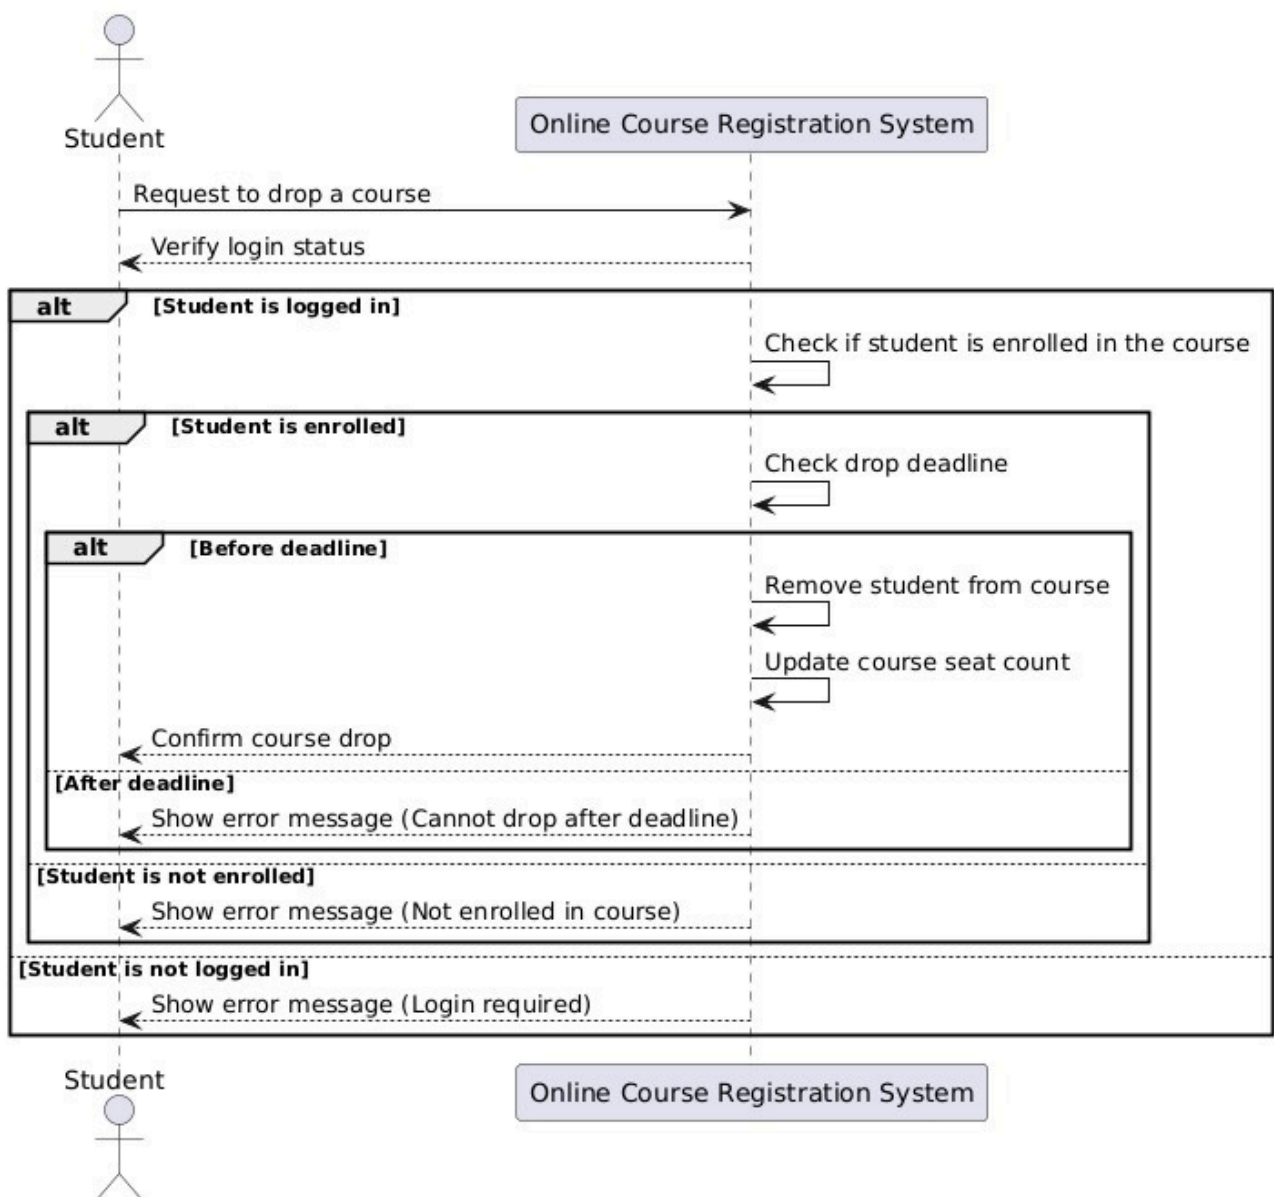 Student
Online Course Registration System
Request to drop a course
Verify login status
alt [Student is logged in]
Check if student is enrolled in the course
alt [Student is enrolled]
Check drop deadline
alt [Before deadline]
Remove student from course
Update course seat count
Confirm course drop
[After deadline]
Show error message (Cannot drop after deadline)
[Student is not enrolled]
Show error message (Not enrolled in course)
[Student is not logged in]
Show error message (Login required)
Student
Online Course Registration System